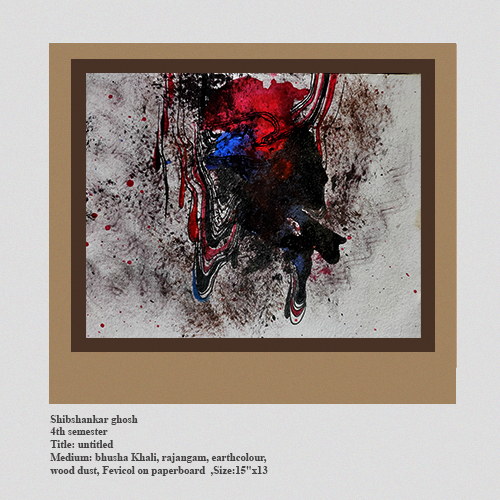 Shibshankar ghosh
4th semester
Title: untitled
Medium: bhusha Khali, rajangam, earthcolour,
wood dust, Fevicol on paperboard ,Size:15"x13